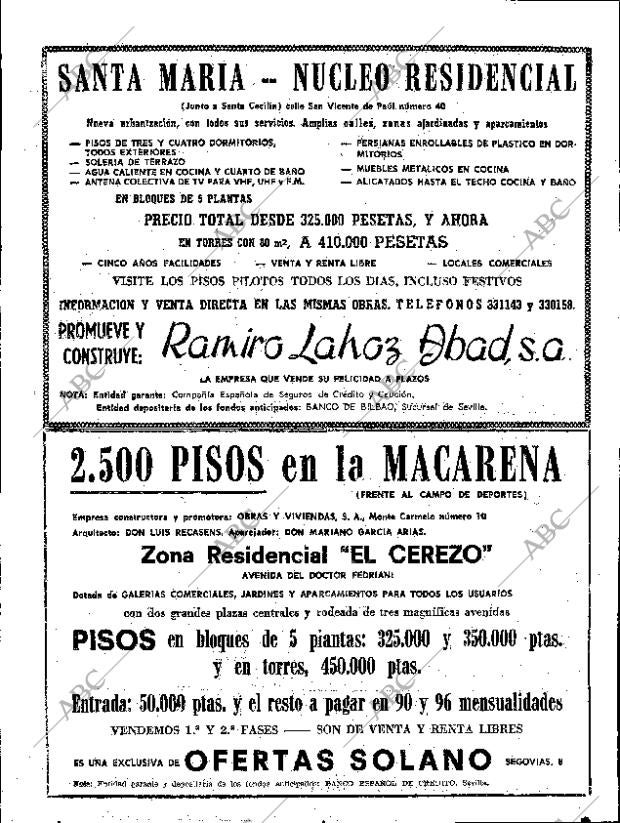 SANTA MARIA -- NUCLEO RESIDENCIAL
(Junto a Santa Cecilia) calle San Vicente de Paúl número 40
Nueva urbanización, con todos sus servicios. Amplias calles, zonas ajardinadas y aparcamientos
— PISOS DE TRES Y CUATRO DORMITORIOS, TODOS EXTERIORES
— SOLERIA DE TERRAZO
— AGUA CALIENTE EN COCINA Y CUARTO DE BAÑO
— ANTENA COLECTIVA DE TV PARA VHF, UHF y F.M.
— PERSIANAS ENROLLABLES DE PLASTICO EN DORMITORIOS
— MUEBLES METALICOS EN COCINA
— ALICATADOS HASTA EL TECHO COCINA Y BAÑO
EN BLOQUES DE 5 PLANTAS
PRECIO TOTAL DESDE 325.000 PESETAS, Y AHORA
EN TORRES CON 80 m2, A 410.000 PESETAS
— CINCO AÑOS FACILIDADES — VENTA Y RENTA LIBRE — LOCALES COMERCIALES
VISITE LOS PISOS PILOTOS TODOS LOS DIAS, INCLUSO FESTIVOS
INFORMACION Y VENTA DIRECTA EN LAS MISMAS OBRAS. TELEFONOS 331143 y 330158.
PROMUEVE Y
CONSTRUYE:
Ramiro Lahoz Abad, s.a.
LA EMPRESA QUE VENDE SU FELICIDAD A PLAZOS
NOTA: Entidad garante: Compañía Española de Seguros de Crédito y Caución.
Entidad depositaria de los fondos anticipados: BANCO DE BILBAO, Sucursal de Sevilla.
2.500 PISOS en la MACARENA
(FRENTE AL CAMPO DE DEPORTES)
Empresa constructora y promotora: OBRAS Y VIVIENDAS, S. A., Monte Carmelo número 10
Arquitecto: DON LUIS RECASENS. Aparejador: DON MARIANO GARCIA ARIAS.
Zona Residencial "EL CEREZO"
AVENIDA DEL DOCTOR FEDRIANI
Dotada de GALERIAS COMERCIALES, JARDINES Y APARCAMIENTOS PARA TODOS LOS USUARIOS
con dos grandes plazas centrales y rodeada de tres magníficas avenidas
PISOS en bloques de 5 plantas: 325.000 y 350.000 ptas.
y en torres, 450.000 ptas.
Entrada: 50.000 ptas. y el resto a pagar en 90 y 96 mensualidades
VENDEMOS 1.ª Y 2.ª FASES —— SON DE VENTA Y RENTA LIBRES
ES UNA EXCLUSIVA DE OFERTAS SOLANO SEGOVIAS, 8
Nota: Entidad garante y depositaria de los fondos anticipados: BANCO ESPAÑOL DE CREDITO. Sevilla.